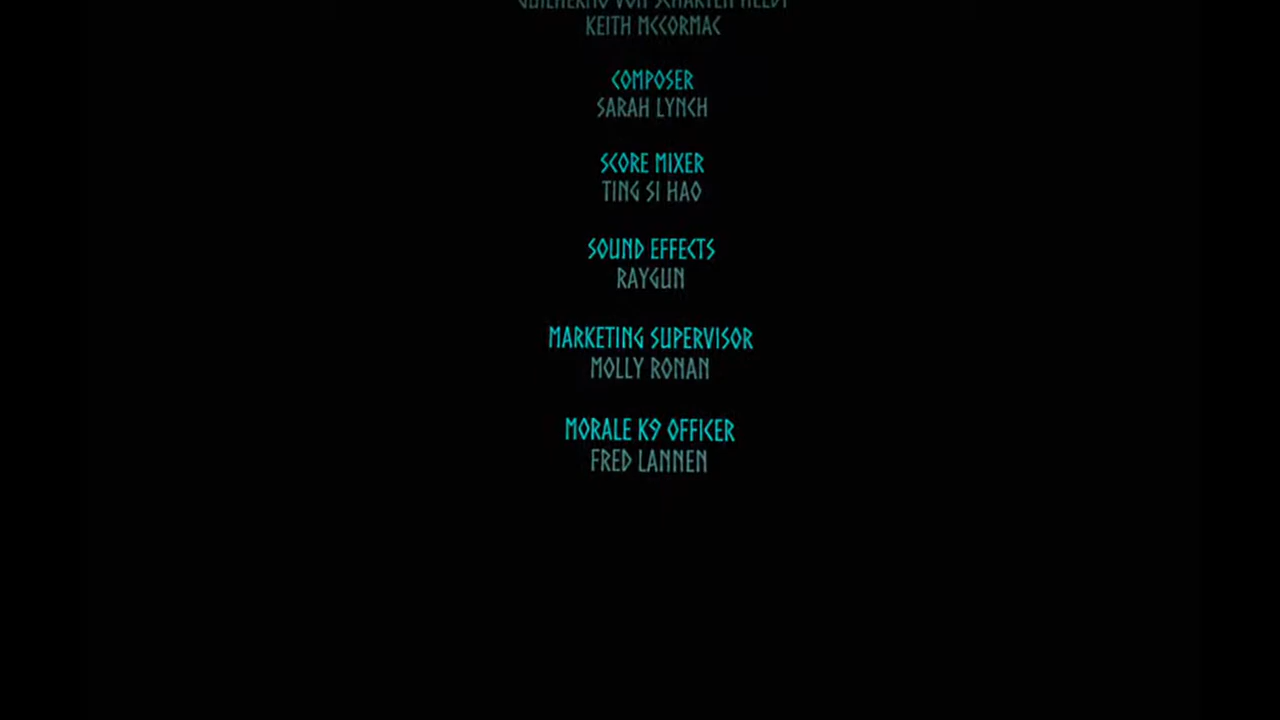 KEITH MCCORMAC
COMPOSER
SARAH LYNCH
SCORE MIXER
TING SI HAO
SOUND EFFECTS
RAYGUN
MARKETING SUPERVISOR
MOLLY RONAN
MORALE K9 OFFICER
FRED LANNEN